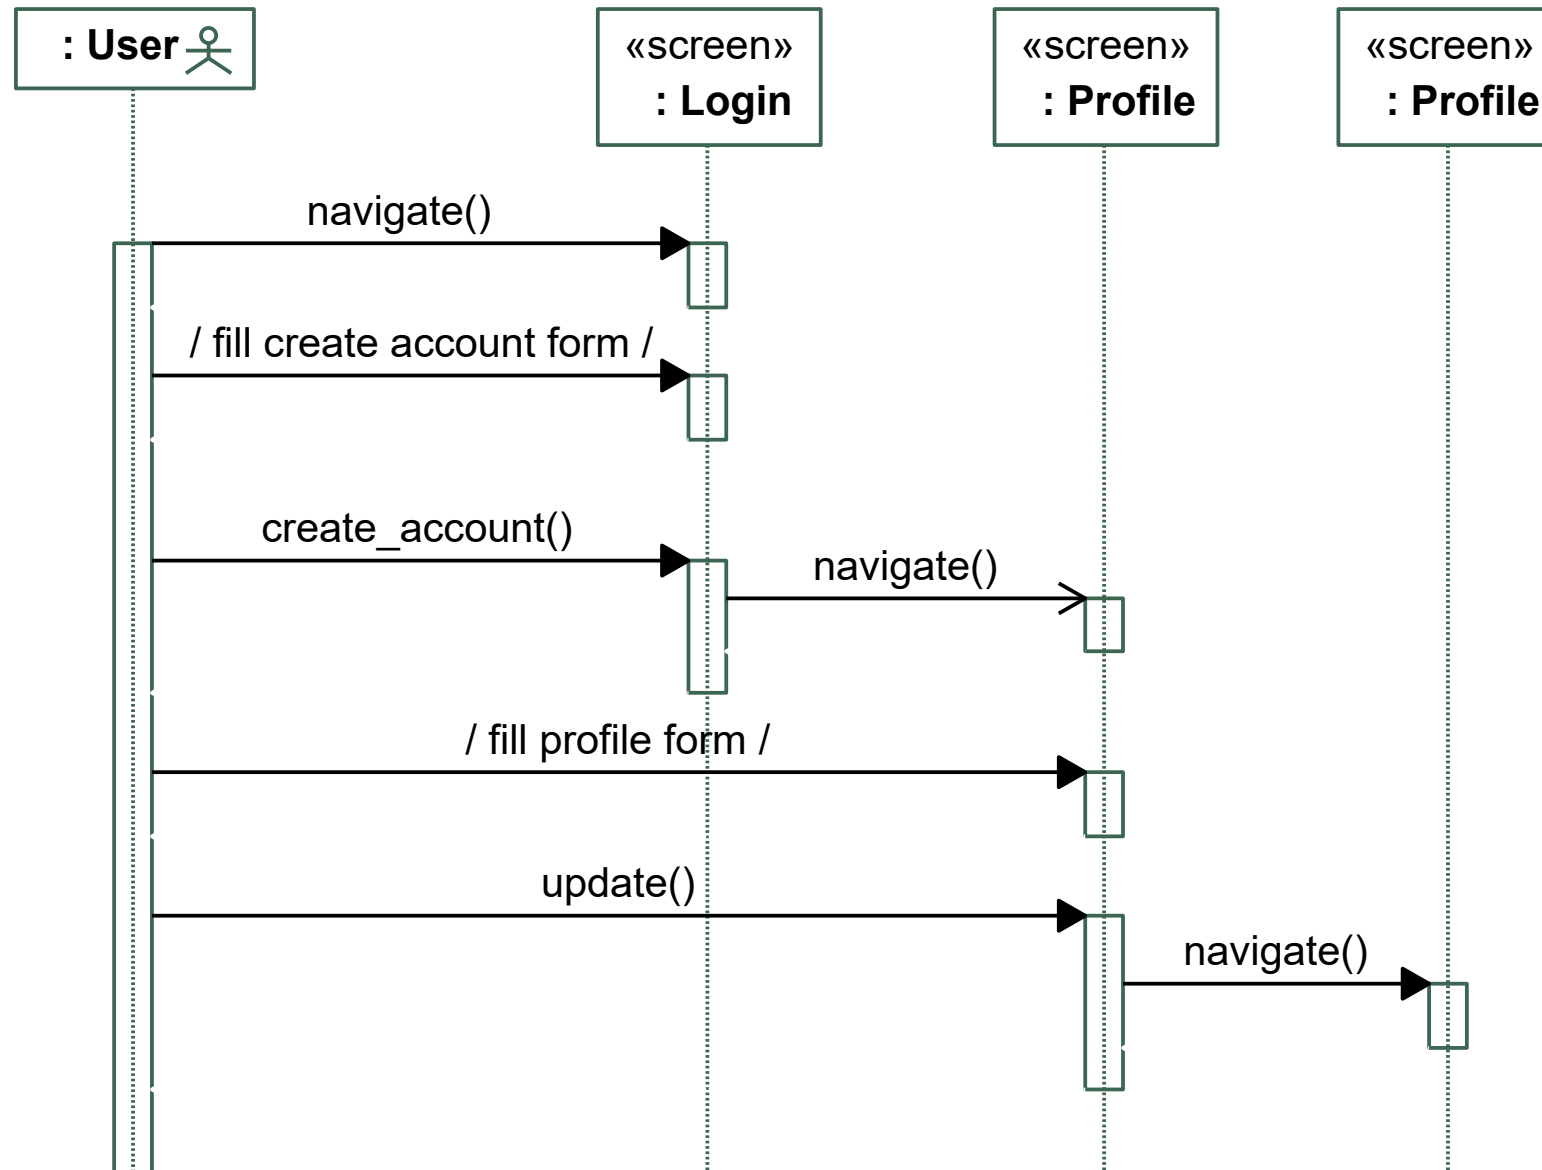 : User
«screen»
: Login
«screen»
: Profile
«screen»
: Profile
navigate()
/ fill create account form /
create_account()
navigate()
/ fill profile form /
update()
navigate()